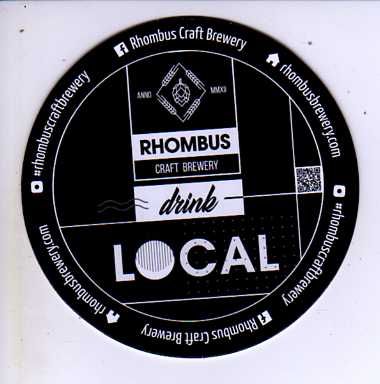 Rhombus Craft Brewery
rhombusbrewery.com
#rhombuscraftbrewery
Rhombus Craft Brewery
rhombusbrewery.com
#rhombuscraftbrewery
ANNO MMXII
RHOMBUS
CRAFT BREWERY
drink
LOCAL